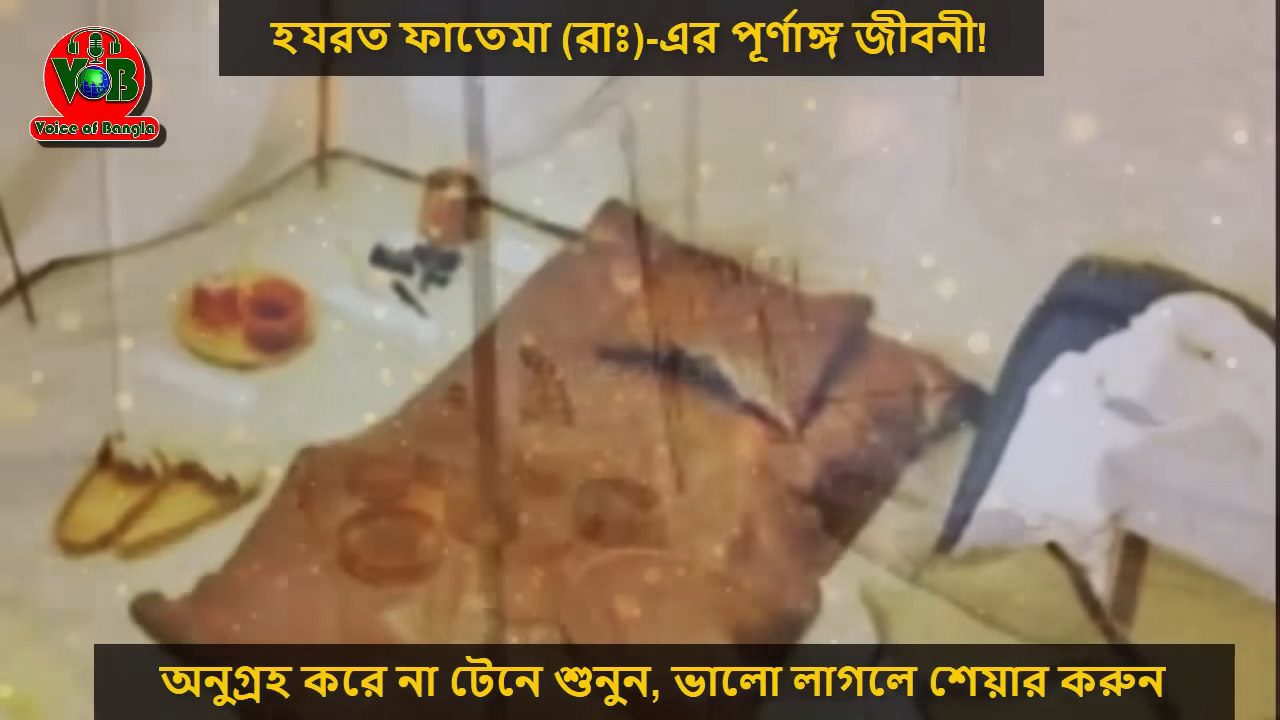 হযরত ফাতেমা (রাঃ)-এর পূর্ণাঙ্গ জীবনী!
VOB
Voice of Bangla
অনুগ্রহ করে না টেনে শুনুন, ভালো লাগলে শেয়ার করুন